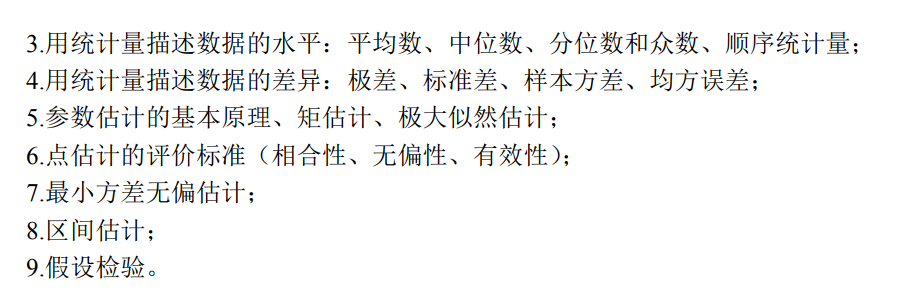 3.用统计量描述数据的水平：平均数、中位数、分位数和众数、顺序统计量；
4.用统计量描述数据的差异：极差、标准差、样本方差、均方误差；
5.参数估计的基本原理、矩估计、极大似然估计；
6.点估计的评价标准（相合性、无偏性、有效性）；
7.最小方差无偏估计；
8.区间估计；
9.假设检验。